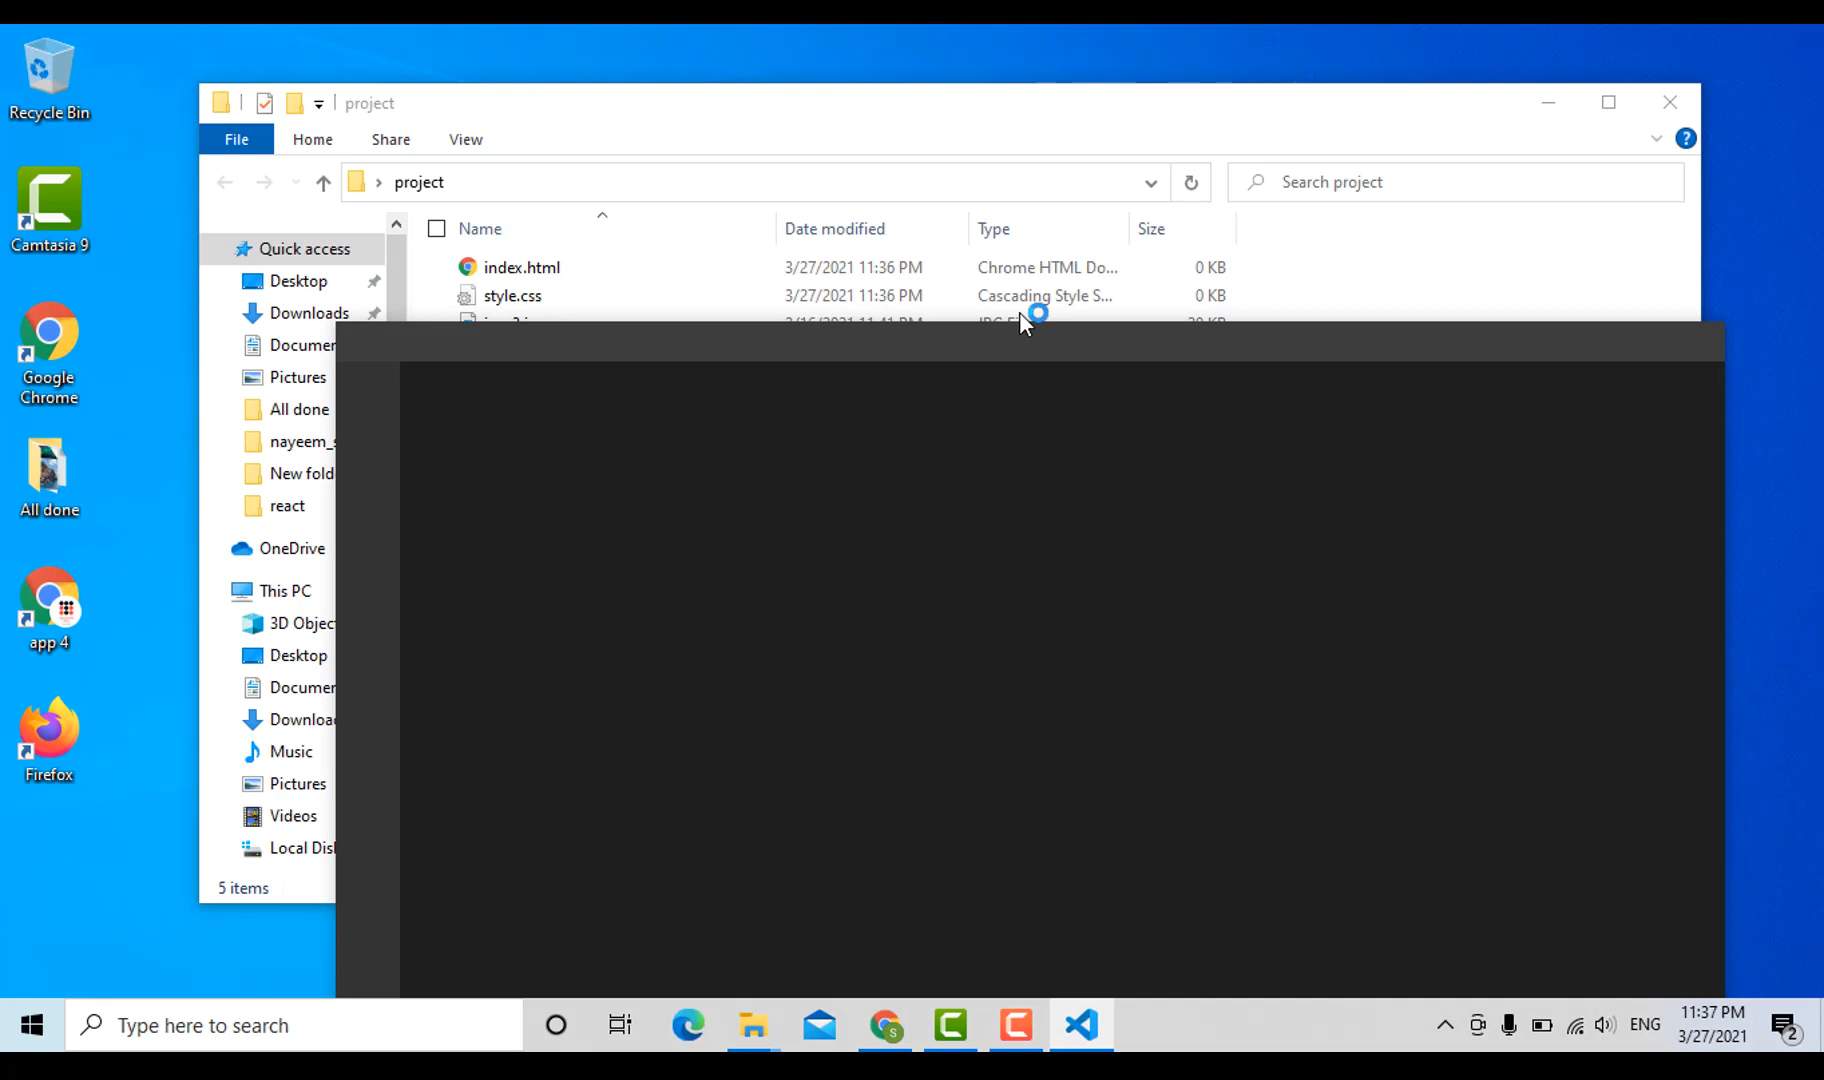 Recycle Bin
Camtasia 9
Google
Chrome
All done
app 4
Firefox
project
File
Home
Share
View
project
Search project
Name
Date modified
Type
Size
index.html
3/27/2021 11:36 PM
Chrome HTML Do...
0 KB
style.css
3/27/2021 11:36 PM
Cascading Style S...
0 KB
Quick access
Desktop
Downloads
Documen
Pictures
All done
nayeem_s
New fold
react
OneDrive
This PC
3D Objec
Desktop
Documen
Downloa
Music
Pictures
Videos
Local Dis
5 items
Type here to search
S
ENG
11:37 PM
3/27/2021
2